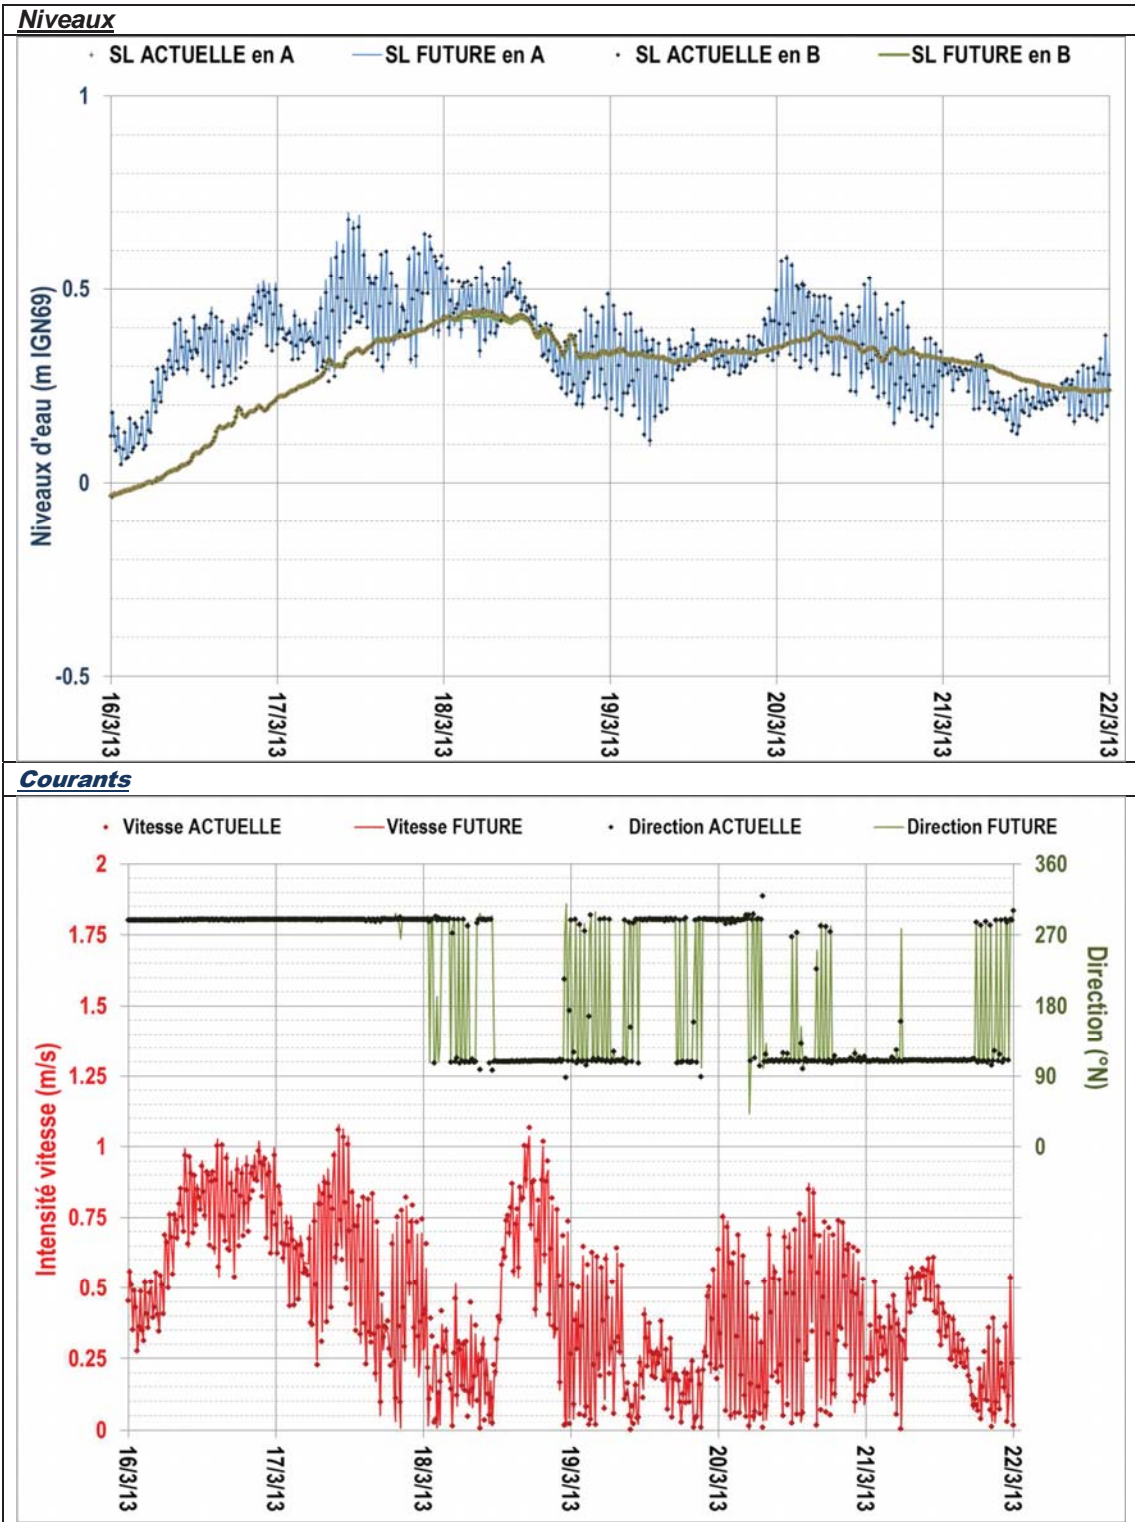 Niveaux
SL ACTUELLE en A
SL FUTURE en A
SL ACTUELLE en B
SL FUTURE en B
Niveaux d'eau (m IGN69)
1
0.5
0
-0.5
16/3/13
17/3/13
18/3/13
19/3/13
20/3/13
21/3/13
22/3/13
Courants
Vitesse ACTUELLE
Vitesse FUTURE
Direction ACTUELLE
Direction FUTURE
Intensité vitesse (m/s)
2
1.75
1.5
1.25
1
0.75
0.5
0.25
0
360
270
180
90
0
Direction (°N)
16/3/13
17/3/13
18/3/13
19/3/13
20/3/13
21/3/13
22/3/13